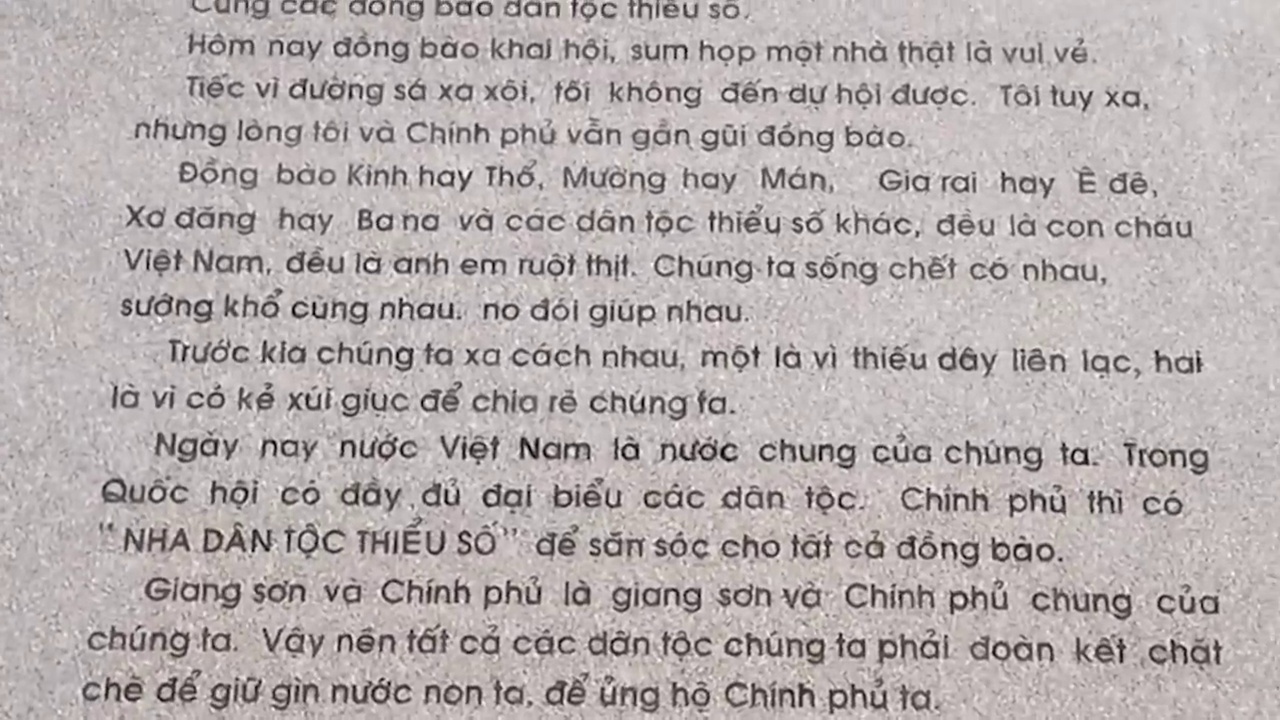 Cùng các đồng bào dân tộc thiểu số.
Hôm nay đồng bào khai hội, sum họp một nhà thật là vui vẻ.
Tiếc vì đường sá xa xôi, tôi không đến dự hội được. Tôi tuy xa,
nhưng lòng tôi và Chính phủ vẫn gần gũi đồng bào.
Đồng bào Kinh hay Thổ, Mường hay Mán, Gia rai hay Ê đê,
Xơ đăng hay Ba na và các dân tộc thiểu số khác, đều là con cháu
Việt Nam, đều là anh em ruột thịt. Chúng ta sống chết có nhau,
sướng khổ cùng nhau, no đói giúp nhau.
Trước kia chúng ta xa cách nhau, một là vì thiếu dây liên lạc, hai
là vì có kẻ xúi giục để chia rẽ chúng ta.
Ngày nay nước Việt Nam là nước chung của chúng ta. Trong
Quốc hội có đầy đủ đại biểu các dân tộc. Chính phủ thì có
"NHA DÂN TỘC THIỂU SỐ" để săn sóc cho tất cả đồng bào.
Giang sơn và Chính phủ là giang sơn và Chính phủ chung của
chúng ta. Vậy nên tất cả các dân tộc chúng ta phải đoàn kết chặt
chẽ để giữ gìn nước non ta, để ủng hộ Chính phủ ta.